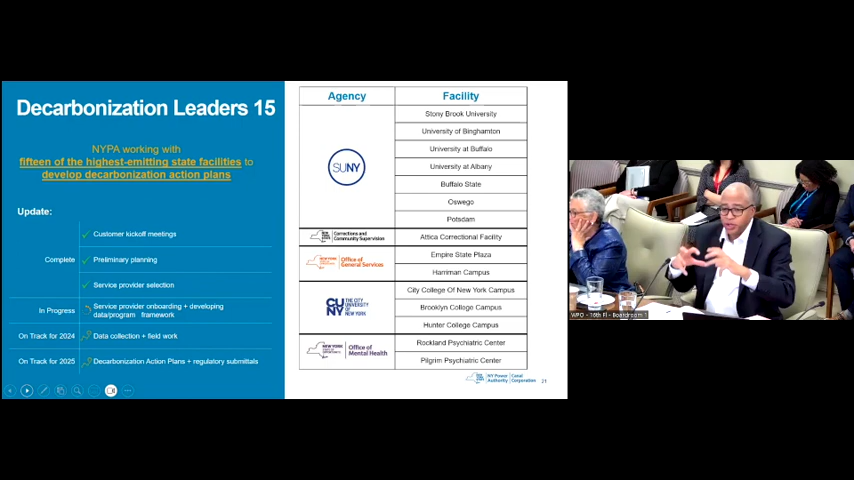 Decarbonization Leaders 15
NYPA working with
fifteen of the highest-emitting state facilities to
develop decarbonization action plans
Update:
Complete
Customer kickoff meetings
Preliminary planning
Service provider selection
In Progress
Service provider onboarding + developing
data/program framework
On Track for 2024
Data collection + field work
On Track for 2025
Decarbonization Action Plans + regulatory submittals
Agency
Facility
SUNY
Stony Brook University
University of Binghamton
University at Buffalo
University at Albany
Buffalo State
Oswego
Potsdam
Corrections and
Community Supervision
Attica Correctional Facility
Office of
General Services
Empire State Plaza
Harriman Campus
CUNY
THE CITY
UNIVERSITY
OF
NEW YORK
City College Of New York Campus
Brooklyn College Campus
Hunter College Campus
NEW YORK
Office of
Mental Health
Rockland Psychiatric Center
Pilgrim Psychiatric Center
NY Power
Authority
Canal
Corporation
21
WPO - 16th Fl - Boardroom 1